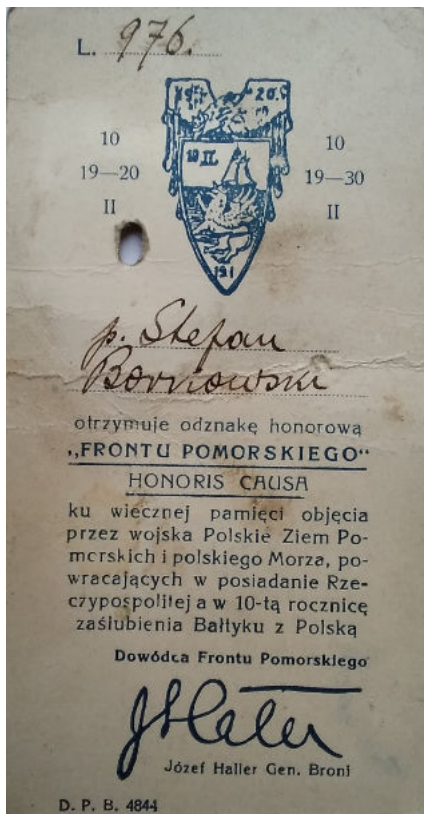 L. 976.
10 10
19—20 19—30
II II
10 II.
p. Stefan
Borkowski
otrzymuje odznakę honorową
„FRONTU POMORSKIEGO“
HONORIS CAUSA
ku wiecznej pamięci objęcia
przez wojska Polskie Ziem Po-
morskich i polskiego Morza, po-
wracających w posiadanie Rze-
czypospolitej a w 10-tą rocznicę
zaślubienia Bałtyku z Polską
Dowódca Frontu Pomorskiego
JHaller
Józef Haller Gen. Broni
D. P. B. 4844